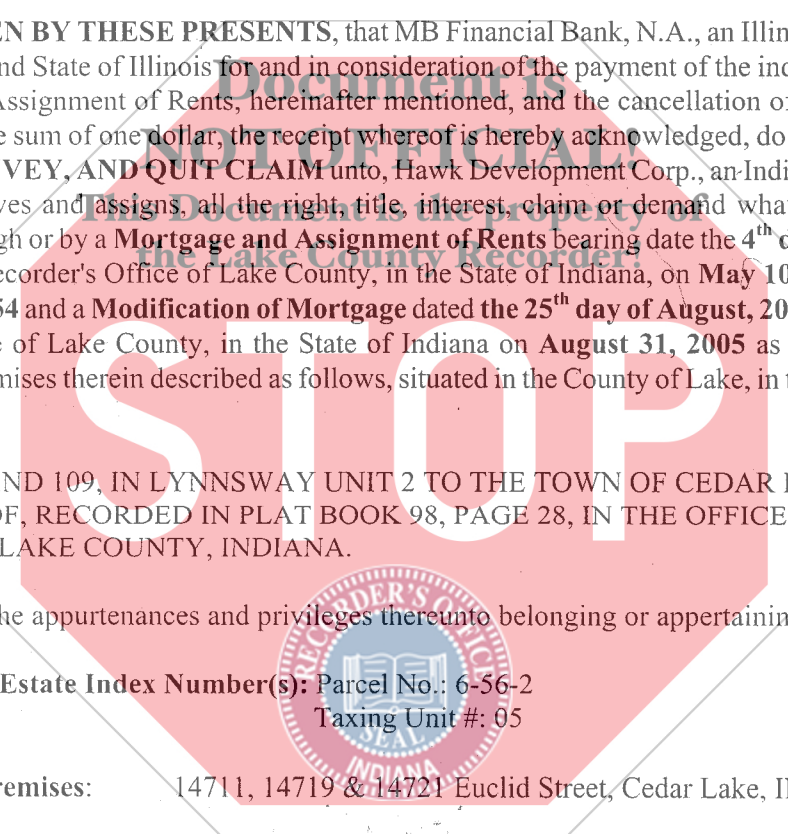 EN BY THESE PRESENTS, that MB Financial Bank, N.A., an Illin
nd State of Illinois for and in consideration of the payment of the ind
Document is
Assignment of Rents, hereinafter mentioned, and the cancellation of
e sum of one dollar, the receipt whereof is hereby acknowledged, do
NOT OFFICIAL!
VEY, AND QUIT CLAIM unto, Hawk Development Corp., an Indi
ves and assigns, all the right, title, interest, claim or demand what
This Document is the property of
gh or by a Mortgage and Assignment of Rents bearing date the 4th d
the Lake County Recorder!
ecorder's Office of Lake County, in the State of Indiana, on May 10
54 and a Modification of Mortgage dated the 25th day of August, 20
e of Lake County, in the State of Indiana on August 31, 2005 as
mises therein described as follows, situated in the County of Lake, in t
STOP
ND 109, IN LYNNSWAY UNIT 2 TO THE TOWN OF CEDAR L
OF, RECORDED IN PLAT BOOK 98, PAGE 28, IN THE OFFICE
LAKE COUNTY, INDIANA.
he appurtenances and privileges thereunto belonging or appertainin
RECORDER'S OFFICE
Estate Index Number(s): Parcel No.: 6-56-2
Taxing Unit #: 05
SEAL
INDIANA
remises: 14711, 14719 & 14721 Euclid Street, Cedar Lake, I